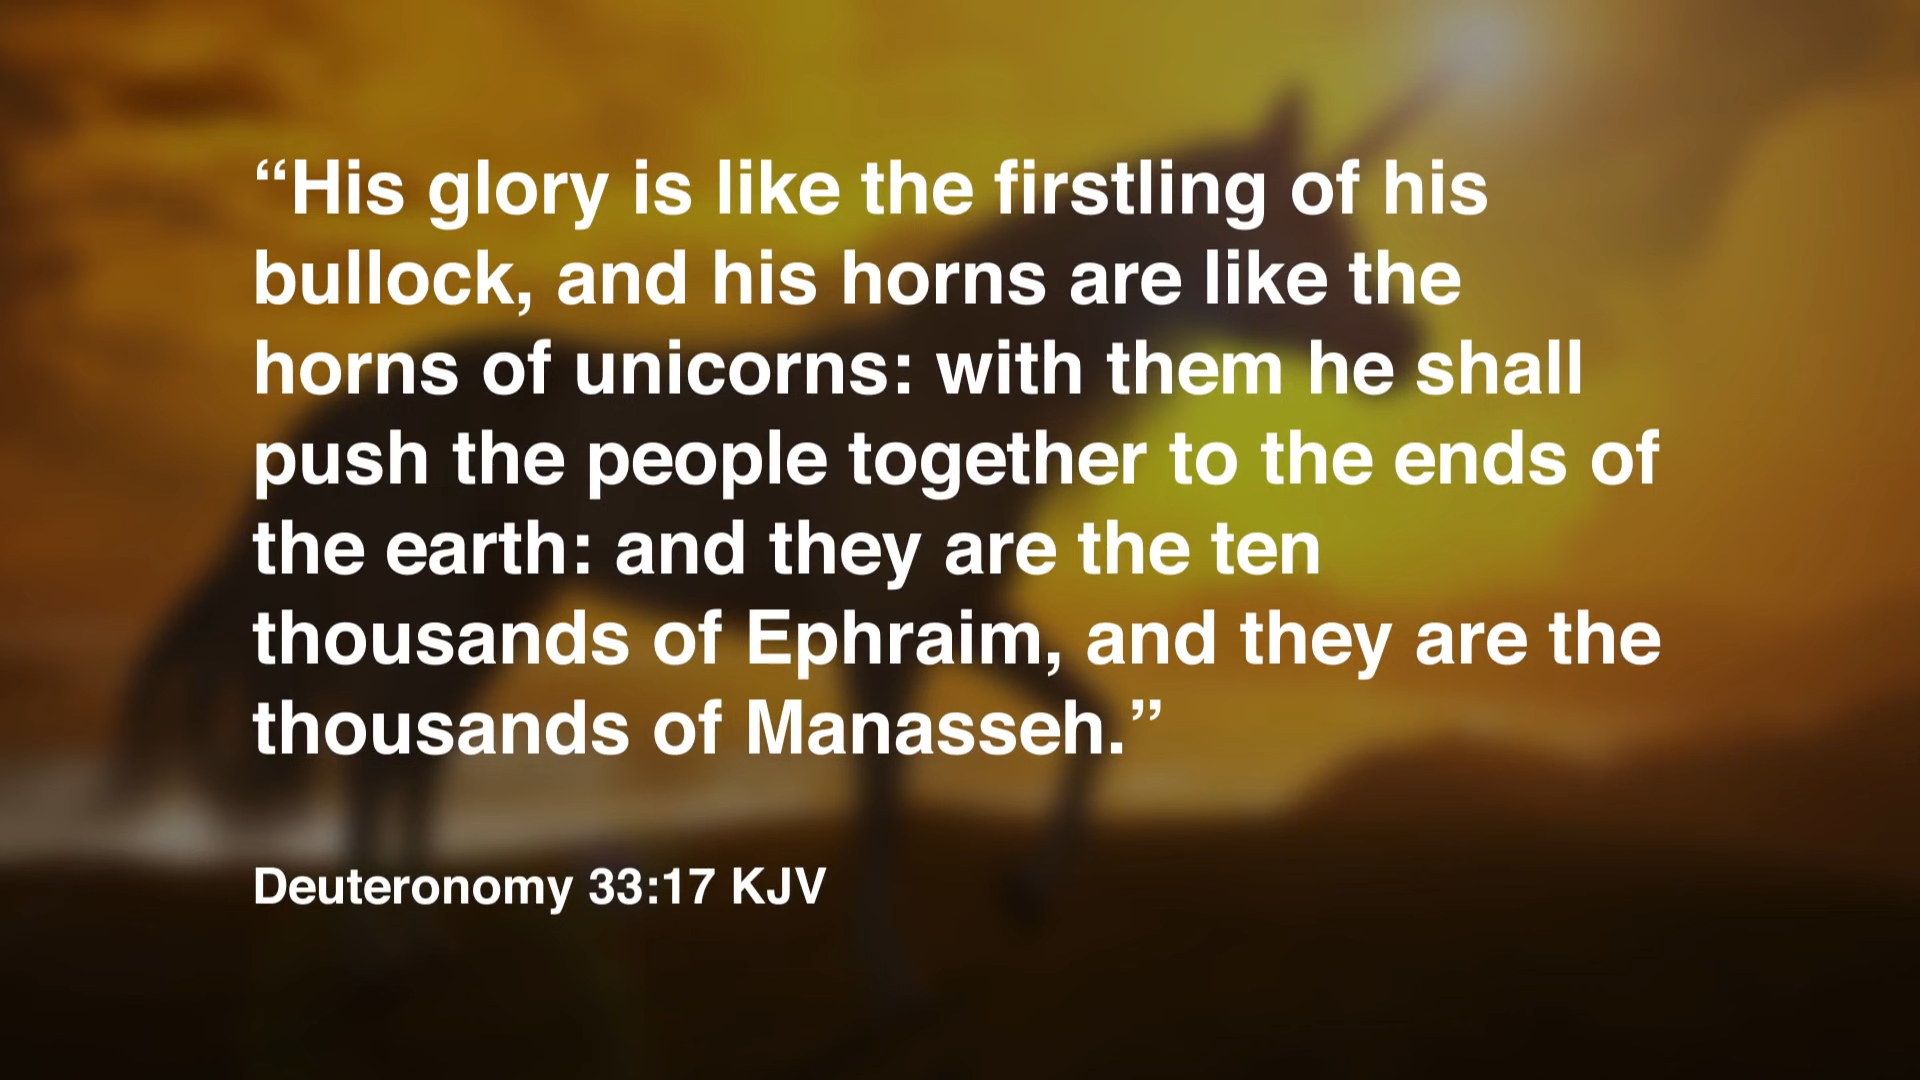 “His glory is like the firstling of his
bullock, and his horns are like the
horns of unicorns: with them he shall
push the people together to the ends of
the earth: and they are the ten
thousands of Ephraim, and they are the
thousands of Manasseh.”
Deuteronomy 33:17 KJV